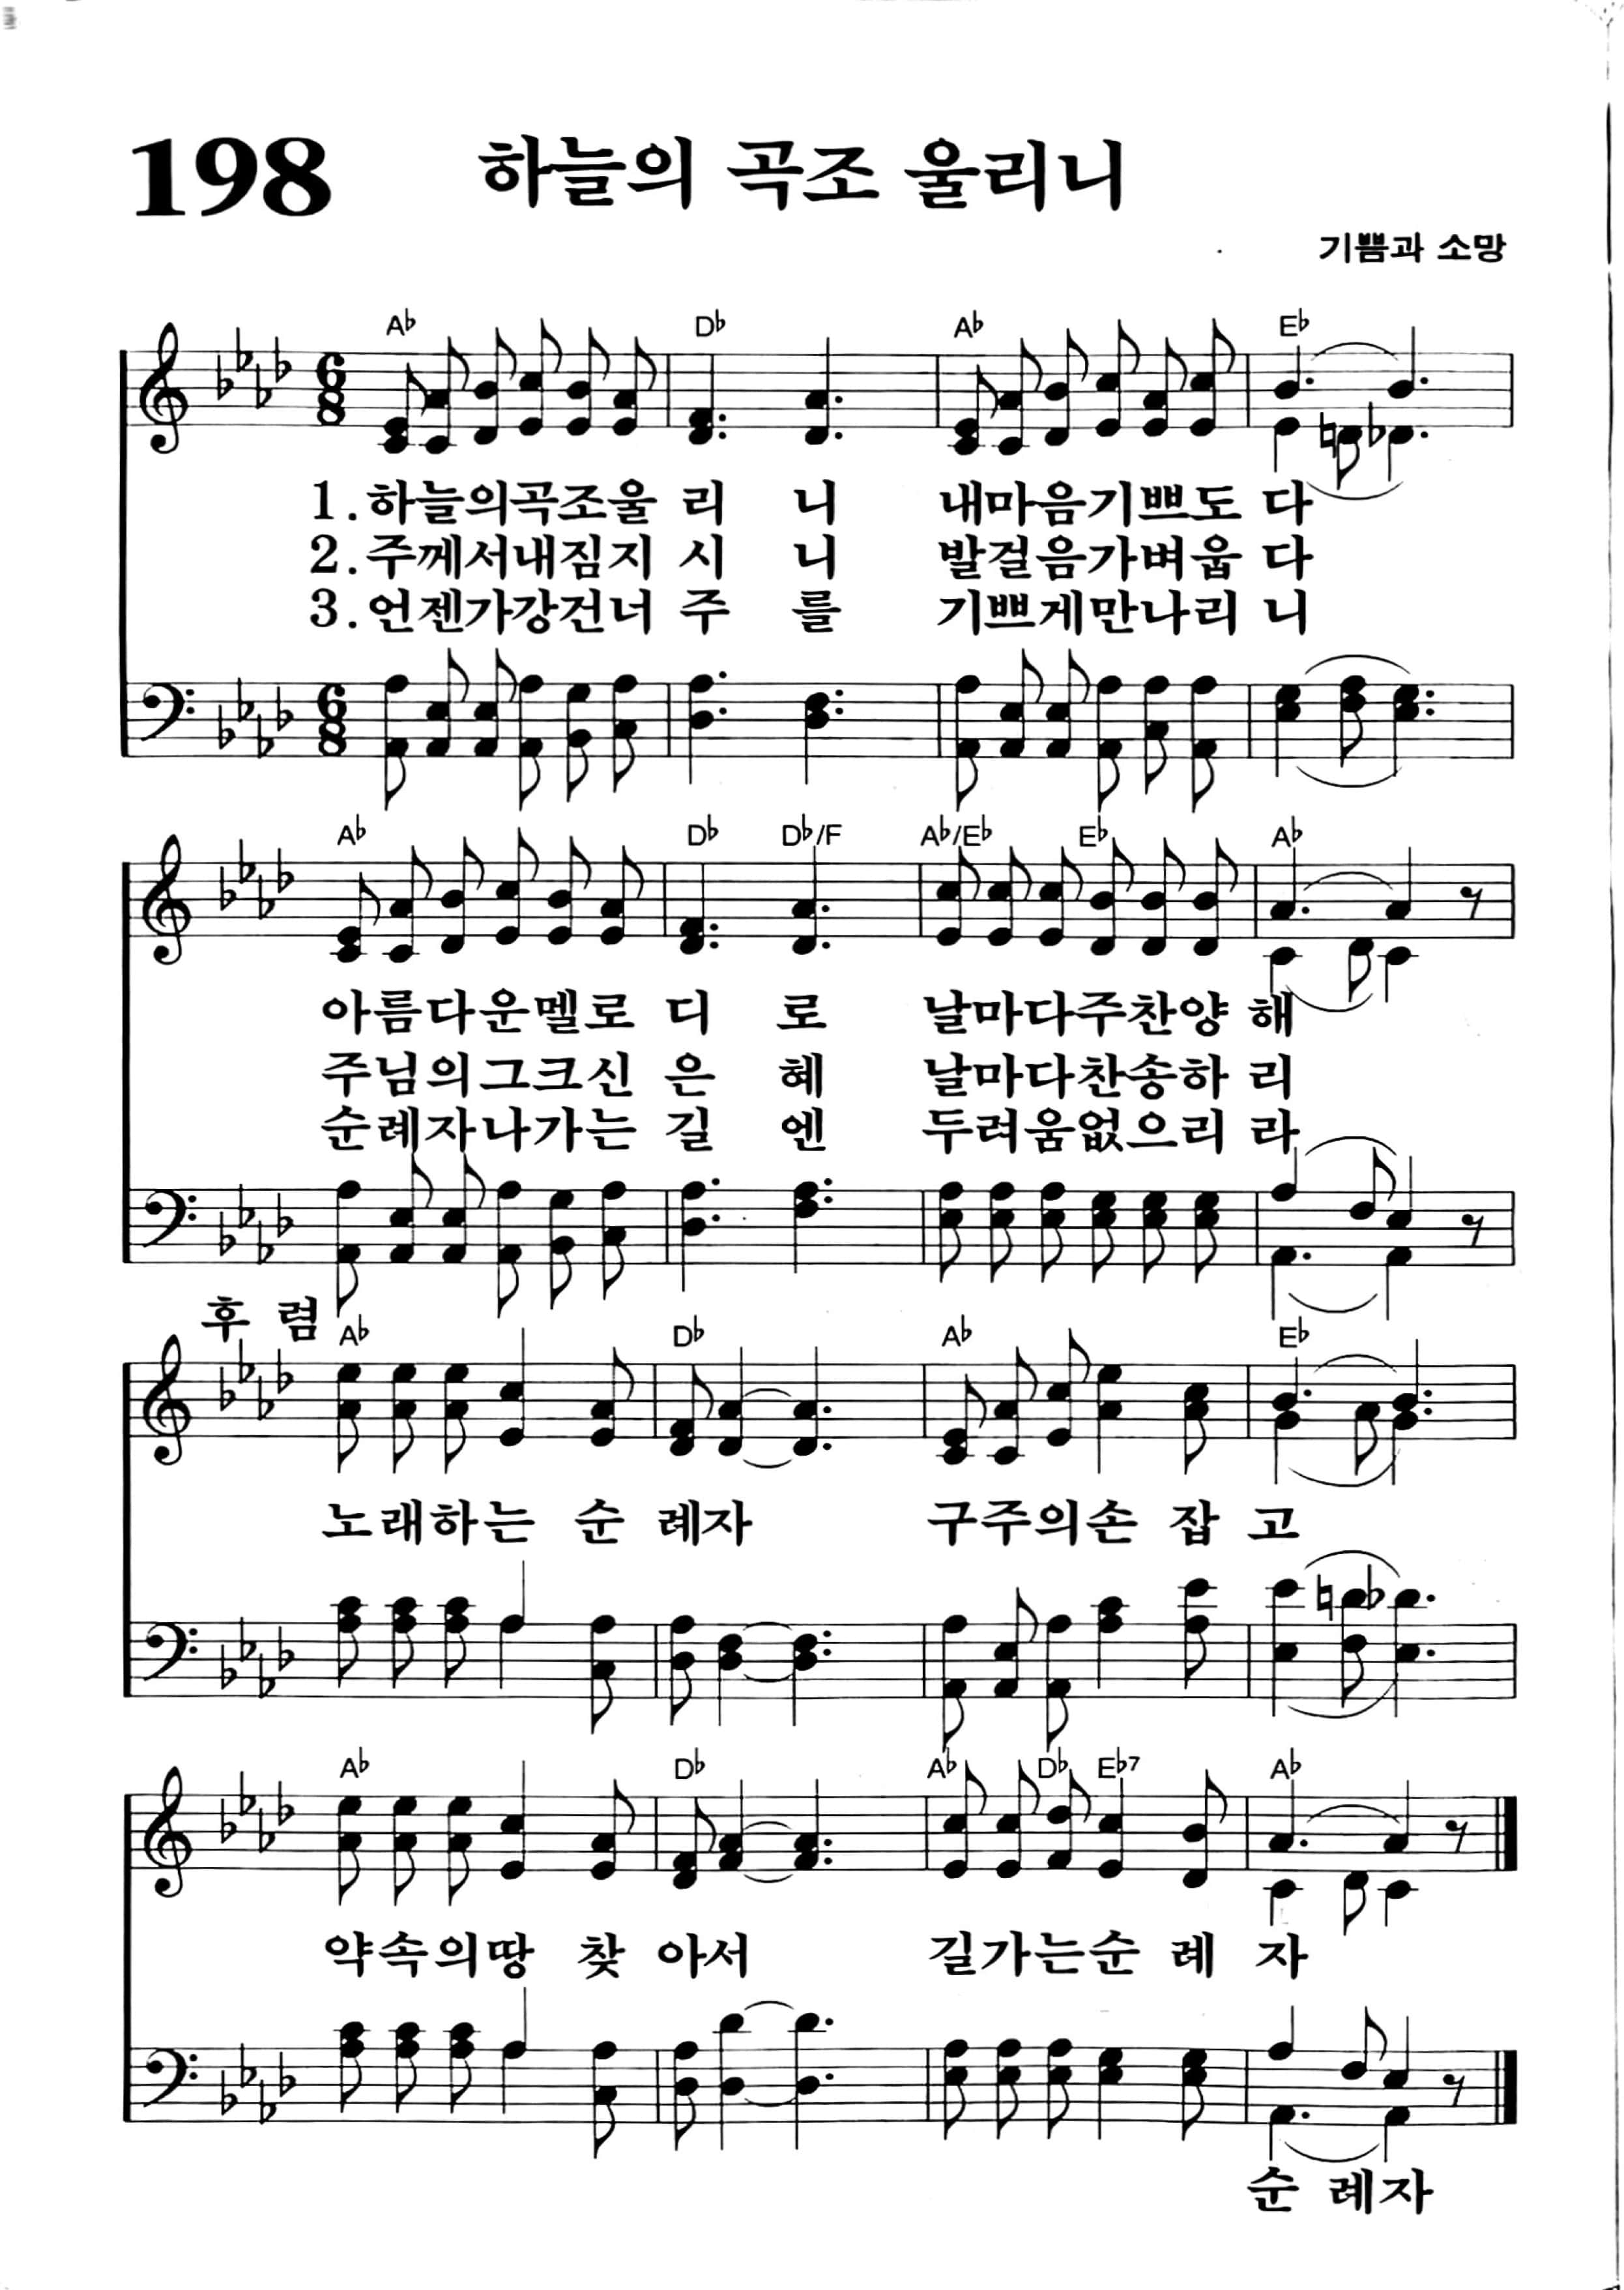 198 하늘의 곡조 울리니
기쁨과 소망
A♭ D♭ A♭ E♭
1.하늘의곡조울 리 니 내마음기쁘도 다
2.주께서내짐지 시 니 발걸음가벼웁 다
3.언젠가강건너 주 를 기쁘게만나리 니
A♭ D♭ D♭/F A♭/E♭ E♭ A♭
아름다운멜로 디 로 날마다주찬양 해
주님의그크신 은 혜 날마다찬송하 리
순례자나가는 길 엔 두려움없으리 라
후 렴
A♭ D♭ A♭ E♭
노래하는 순 례자 구주의손 잡 고
A♭ D♭ A♭ D♭ E♭7 A♭
약속의땅 찾 아서 길가는순 례 자
순 례자